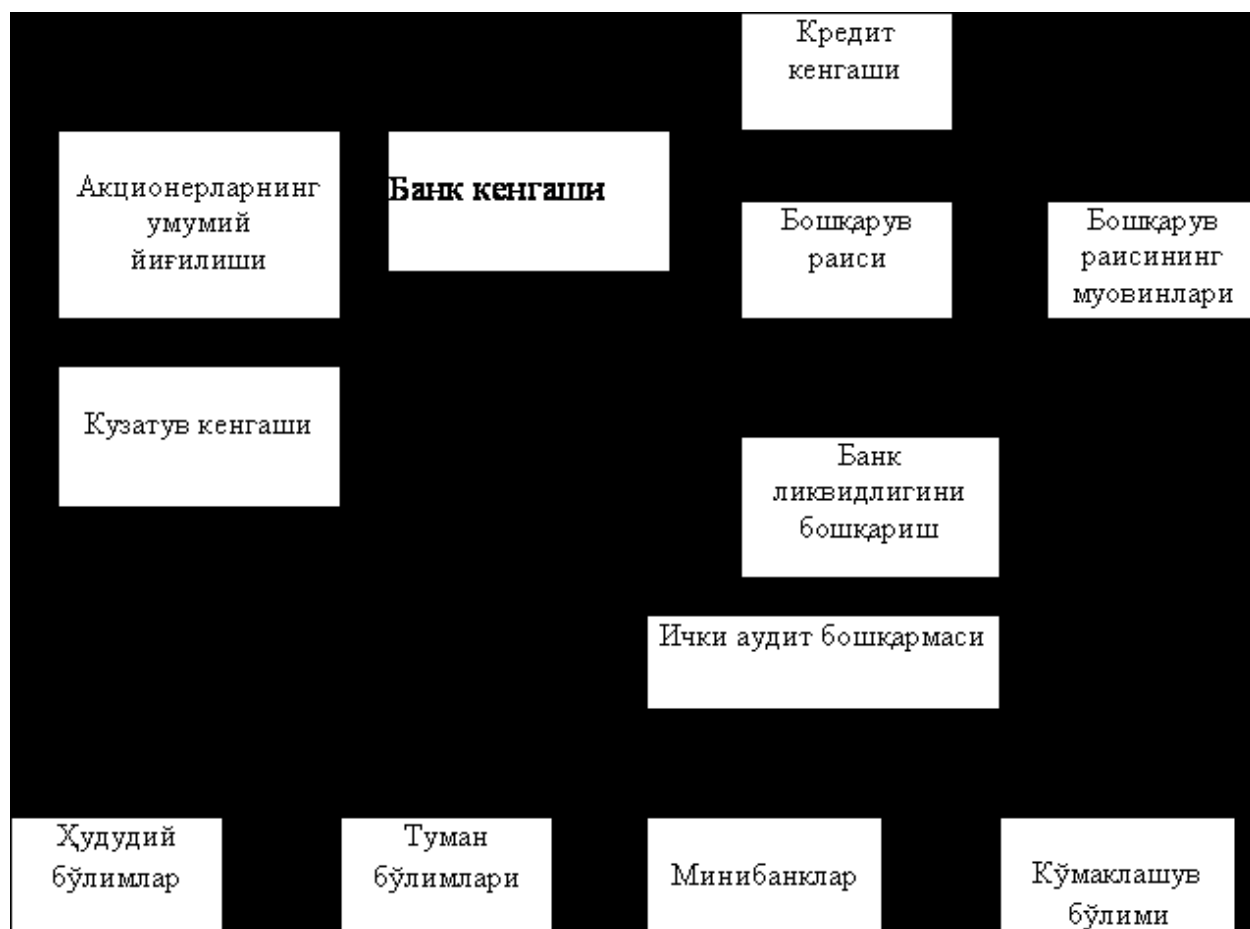 Кредит
кенгаши
Акционерларнинг
умумий
йиғилиши
Банк кенгаши
Бошқарув
раиси
Бошқарув
раисининг
муовинлари
Кузатув кенгаши
Банк
ликвидлигини
бошқариш
Ички аудит бошқармаси
Ҳудудий
бўлимлар
Туман
бўлимлари
Минибанклар
Кўмаклашув
бўлими